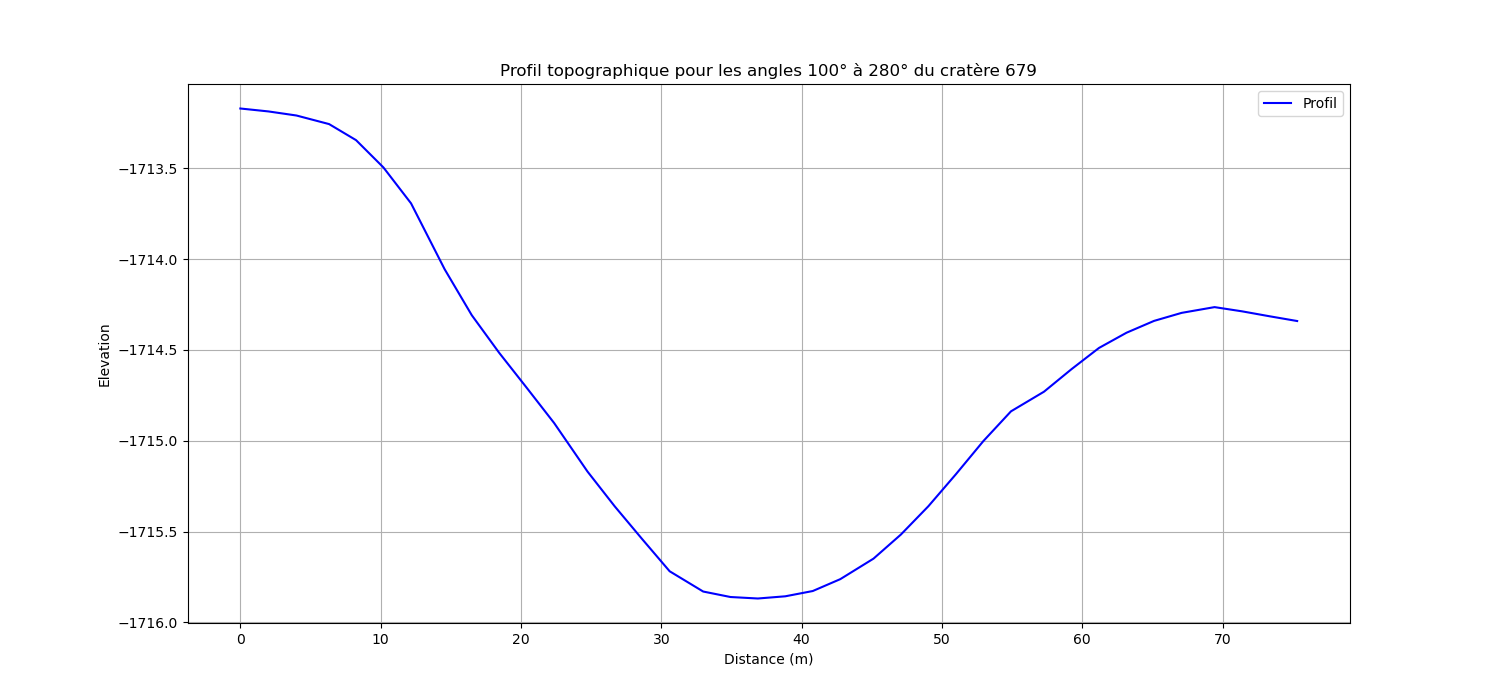 Profil topographique pour les angles 100° à 280° du cratère 679
Profil
−1713.5
−1714.0
−1714.5
−1715.0
−1715.5
−1716.0
Elevation
0 10 20 30 40 50 60 70
Distance (m)